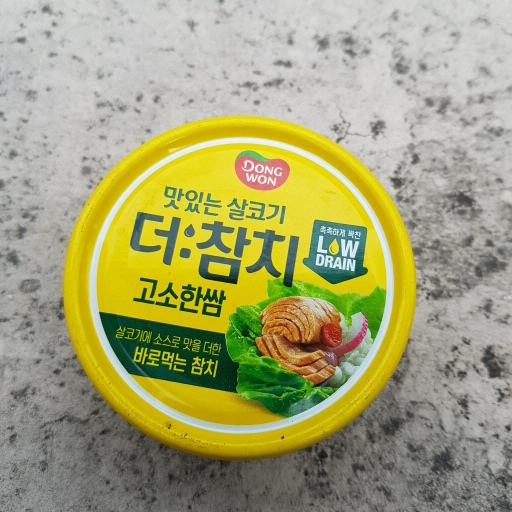 DONG
WON
맛있는 살코기
더:참치
촉촉하게 꽉찬
LOW
DRAIN
고소한쌈
살코기에 소스로 맛을 더한
바로먹는 참치